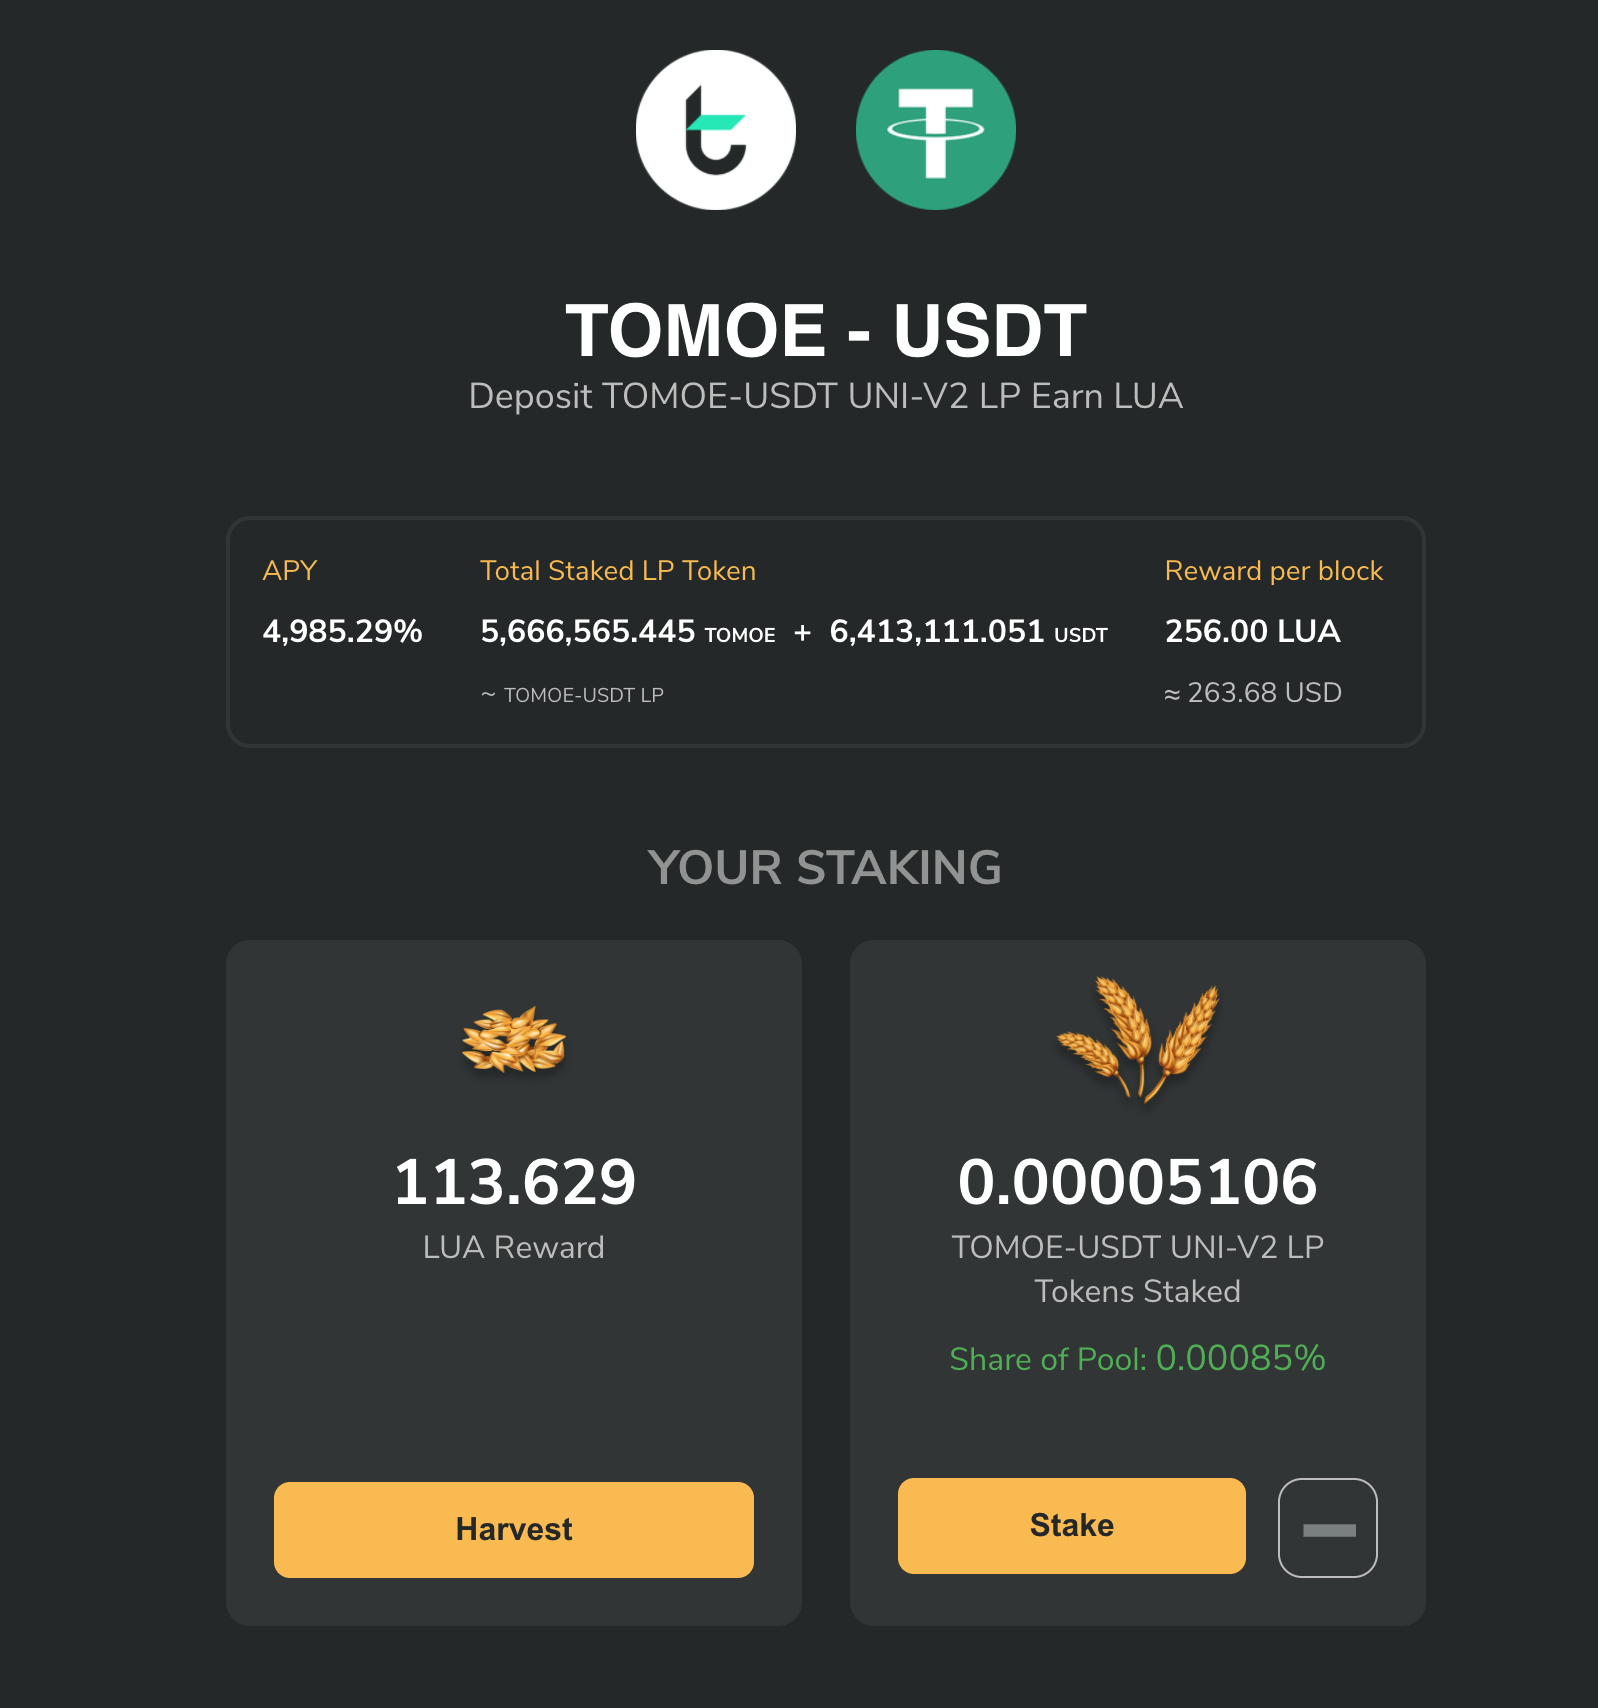 TOMOE - USDT
Deposit TOMOE-USDT UNI-V2 LP Earn LUA
APY
4,985.29%
Total Staked LP Token
5,666,565.445 TOMOE + 6,413,111.051 USDT
~ TOMOE-USDT LP
Reward per block
256.00 LUA
≈ 263.68 USD
YOUR STAKING
113.629
LUA Reward
Harvest
0.00005106
TOMOE-USDT UNI-V2 LP
Tokens Staked
Share of Pool: 0.00085%
Stake